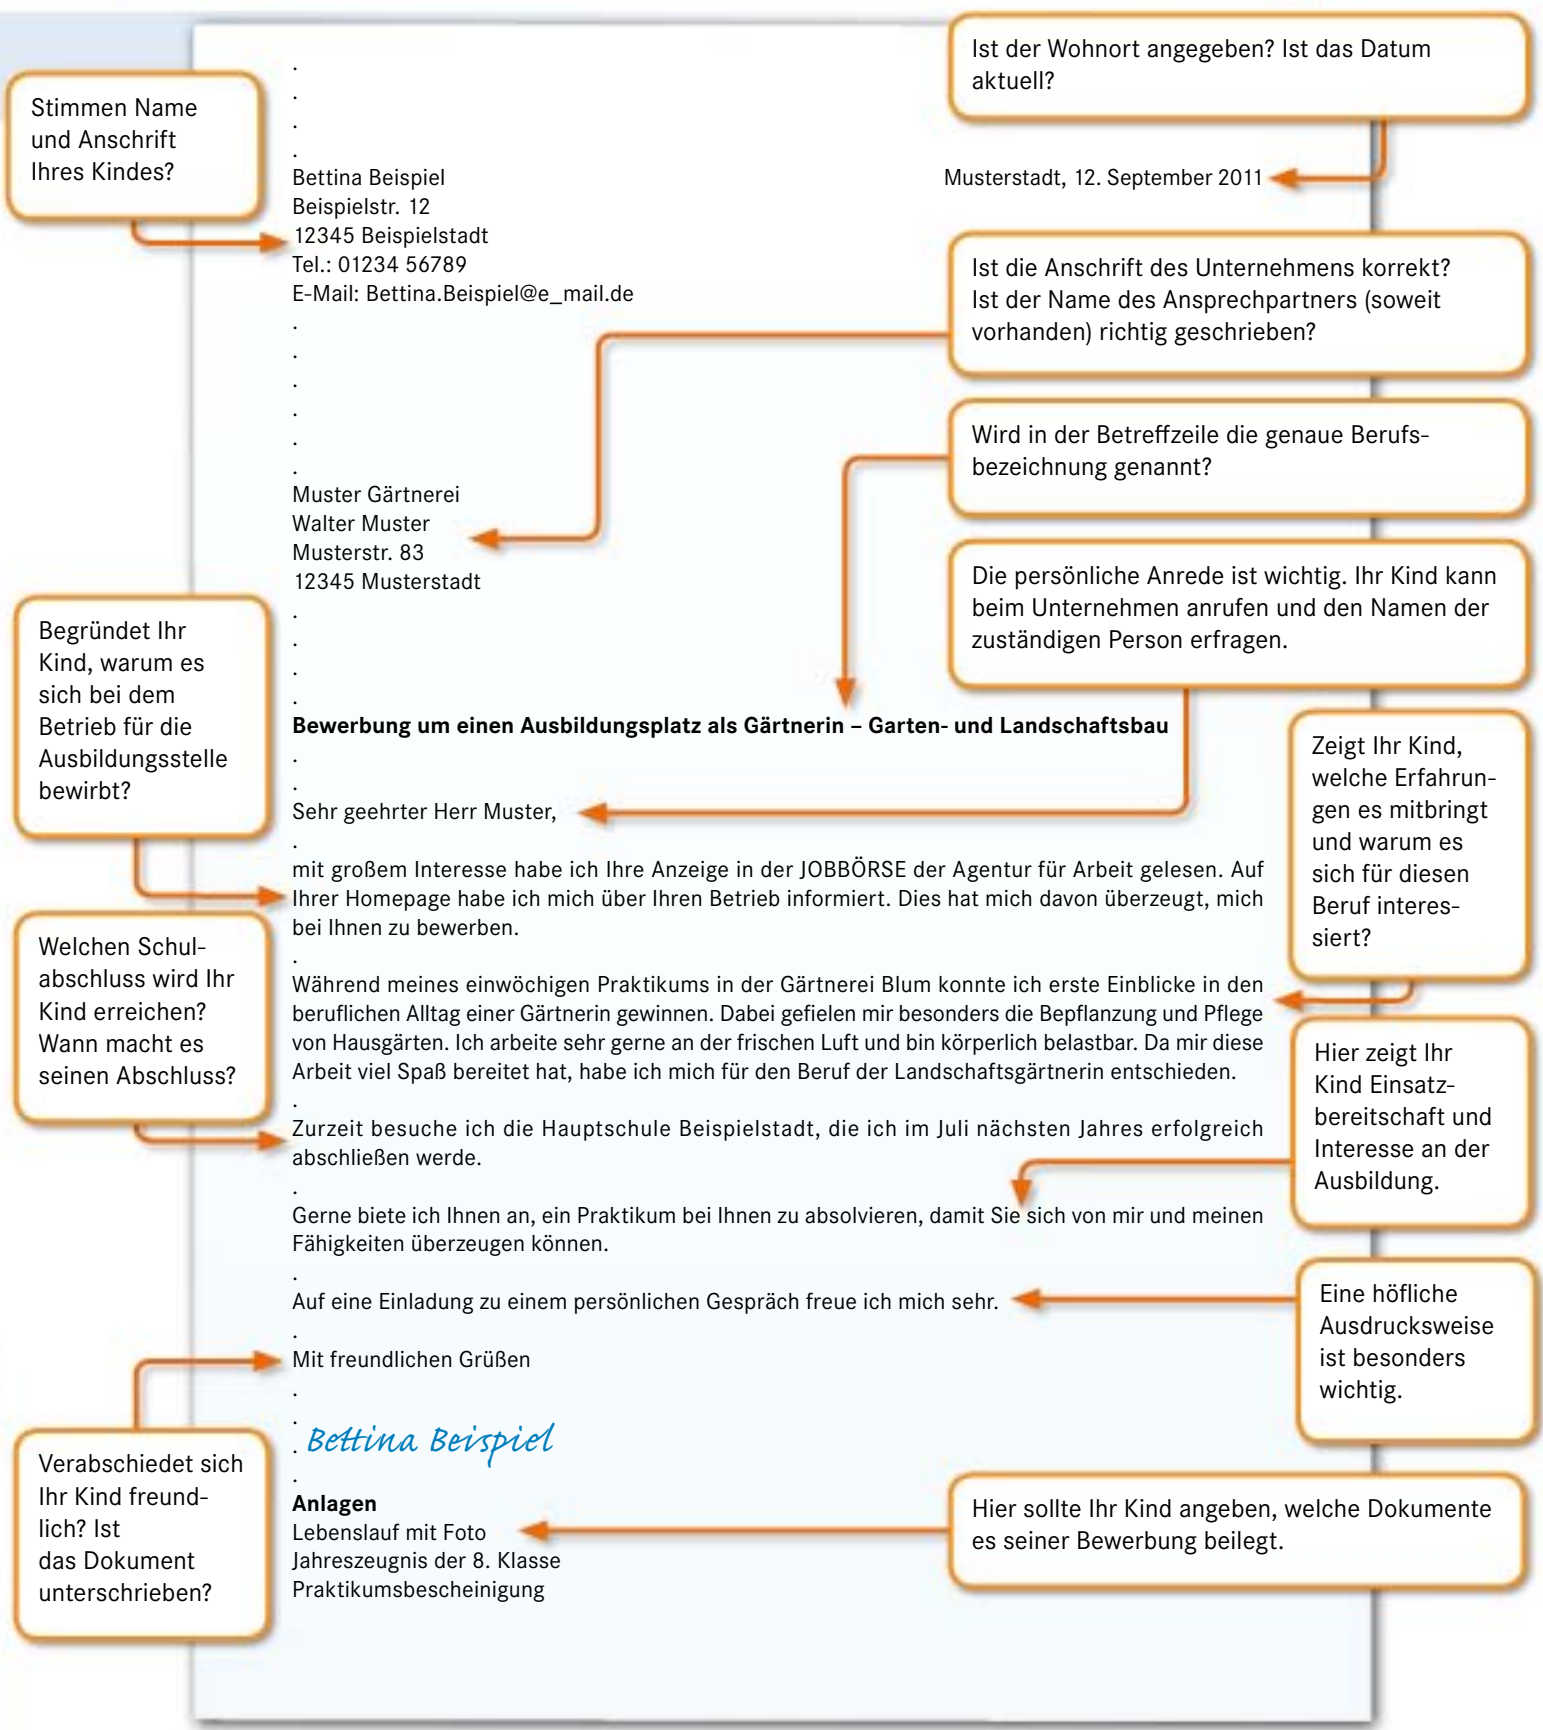 Ist der Wohnort angegeben? Ist das Datum
aktuell?
Stimmen Name
und Anschrift
Ihres Kindes?
.
.
.
.
Bettina Beispiel
Musterstadt, 12. September 2011
Beispielstr. 12
12345 Beispielstadt
Tel.: 01234 56789
E-Mail: Bettina.Beispiel@e_mail.de
Ist die Anschrift des Unternehmens korrekt?
Ist der Name des Ansprechpartners (soweit
vorhanden) richtig geschrieben?
.
.
.
.
.
.
Wird in der Betreffzeile die genaue Berufs-
bezeichnung genannt?
Muster Gärtnerei
Walter Muster
Musterstr. 83
12345 Musterstadt
Die persönliche Anrede ist wichtig. Ihr Kind kann
beim Unternehmen anrufen und den Namen der
zuständigen Person erfragen.
Begründet Ihr
Kind, warum es
sich bei dem
Betrieb für die
Ausbildungsstelle
bewirbt?
.
.
.
.
Bewerbung um einen Ausbildungsplatz als Gärtnerin – Garten- und Landschaftsbau
.
.
Sehr geehrter Herr Muster,
.
Zeigt Ihr Kind,
welche Erfahrun-
gen es mitbringt
und warum es
sich für diesen
Beruf interes-
siert?
mit großem Interesse habe ich Ihre Anzeige in der JOBBÖRSE der Agentur für Arbeit gelesen. Auf
Ihrer Homepage habe ich mich über Ihren Betrieb informiert. Dies hat mich davon überzeugt, mich
bei Ihnen zu bewerben.
.
Welchen Schul-
abschluss wird Ihr
Kind erreichen?
Wann macht es
seinen Abschluss?
Während meines einwöchigen Praktikums in der Gärtnerei Blum konnte ich erste Einblicke in den
beruflichen Alltag einer Gärtnerin gewinnen. Dabei gefielen mir besonders die Bepflanzung und Pflege
von Hausgärten. Ich arbeite sehr gerne an der frischen Luft und bin körperlich belastbar. Da mir diese
Arbeit viel Spaß bereitet hat, habe ich mich für den Beruf der Landschaftsgärtnerin entschieden.
.
Hier zeigt Ihr
Kind Einsatz-
bereitschaft und
Interesse an der
Ausbildung.
Zurzeit besuche ich die Hauptschule Beispielstadt, die ich im Juli nächsten Jahres erfolgreich
abschließen werde.
.
Gerne biete ich Ihnen an, ein Praktikum bei Ihnen zu absolvieren, damit Sie sich von mir und meinen
Fähigkeiten überzeugen können.
.
Auf eine Einladung zu einem persönlichen Gespräch freue ich mich sehr.
Eine höfliche
Ausdrucksweise
ist besonders
wichtig.
.
Mit freundlichen Grüßen
.
.
.
Bettina Beispiel
.
Verabschiedet sich
Ihr Kind freund-
lich? Ist
das Dokument
unterschrieben?
Anlagen
Lebenslauf mit Foto
Jahreszeugnis der 8. Klasse
Praktikumsbescheinigung
Hier sollte Ihr Kind angeben, welche Dokumente
es seiner Bewerbung beilegt.